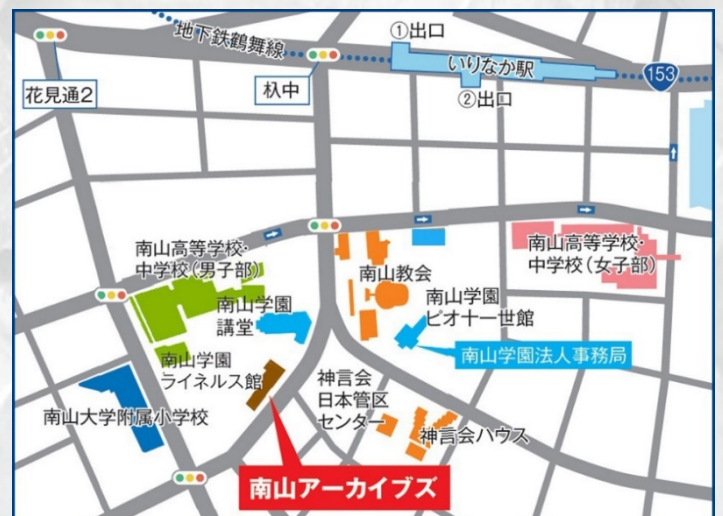 地下鉄鶴舞線
①出口
いりなか駅
153
花見通2
杁中
②出口
南山高等学校・
中学校(男子部)
南山教会
南山高等学校・
中学校(女子部)
南山学園
講堂
南山学園
ピオ十一世館
南山学園法人事務局
南山学園
ライネルス館
神言会
日本管区
センター
南山大学附属小学校
神言会ハウス
南山アーカイブズ